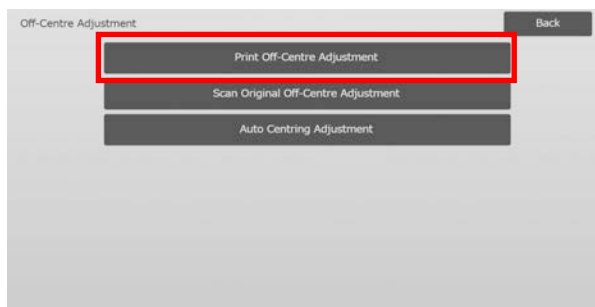 Off-Centre Adjustment Back
Print Off-Centre Adjustment
Scan Original Off-Centre Adjustment
Auto Centring Adjustment